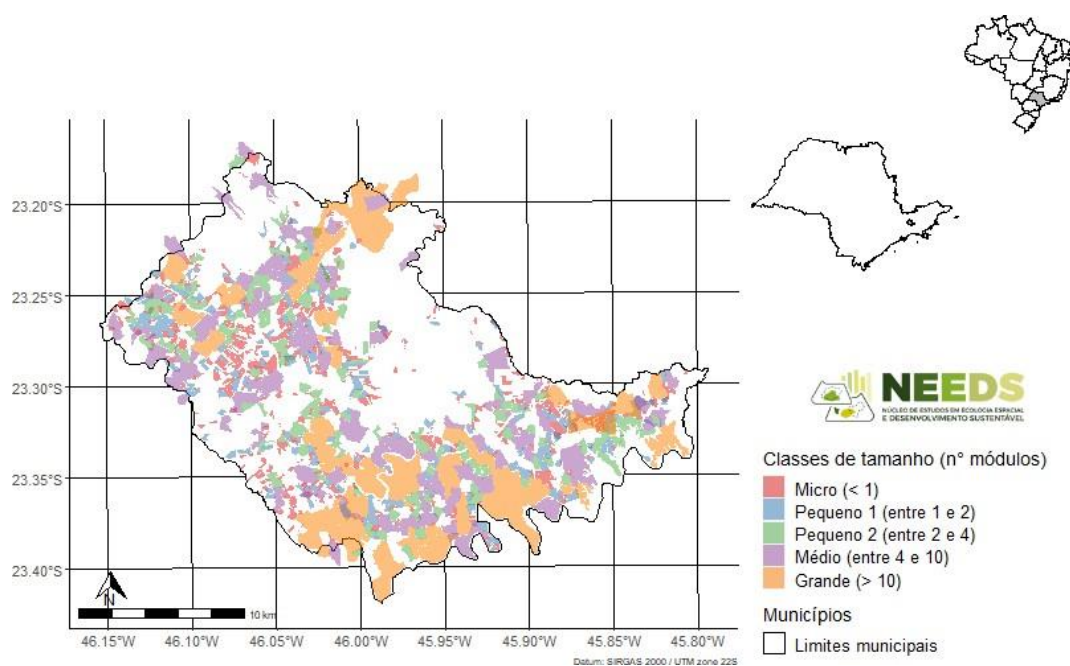 23.20°S
23.25°S
23.30°S
23.35°S
23.40°S
N
10 km
46.15°W 46.10°W 46.05°W 46.00°W 45.95°W 45.90°W 45.85°W 45.80°W
Datum: SIRGAS 2000 / UTM zone 22S
NEEDS
NÚCLEO DE ESTUDOS EM ECOLOGIA ESPACIAL
E DESENVOLVIMENTO SUSTENTÁVEL
Classes de tamanho (n° módulos)
Micro (< 1)
Pequeno 1 (entre 1 e 2)
Pequeno 2 (entre 2 e 4)
Médio (entre 4 e 10)
Grande (> 10)
Municípios
Limites municipais